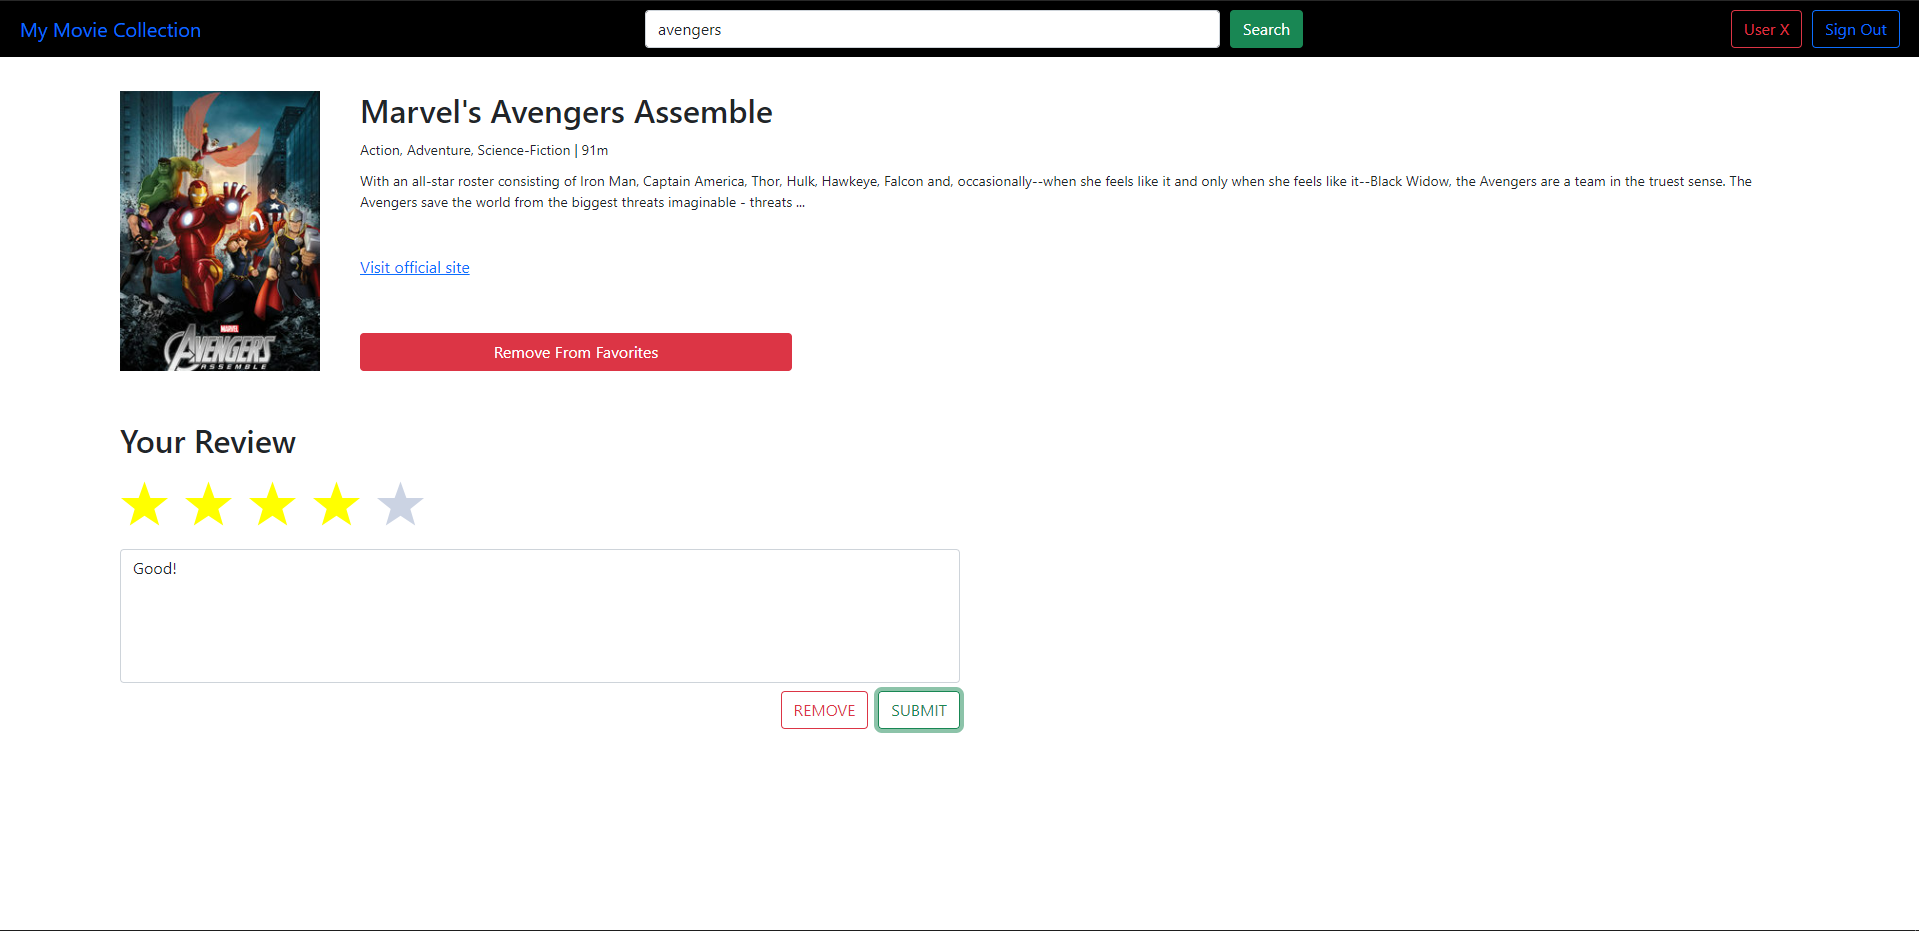 My Movie Collection
avengers
Search
User X
Sign Out
Marvel's Avengers Assemble
Action, Adventure, Science-Fiction | 91m
With an all-star roster consisting of Iron Man, Captain America, Thor, Hulk, Hawkeye, Falcon and, occasionally--when she feels like it and only when she feels like it--Black Widow, the Avengers are a team in the truest sense. The
Avengers save the world from the biggest threats imaginable - threats ...
Visit official site
Remove From Favorites
MARVEL
AVENGERS
ASSEMBLE
Your Review
Good!
REMOVE
SUBMIT